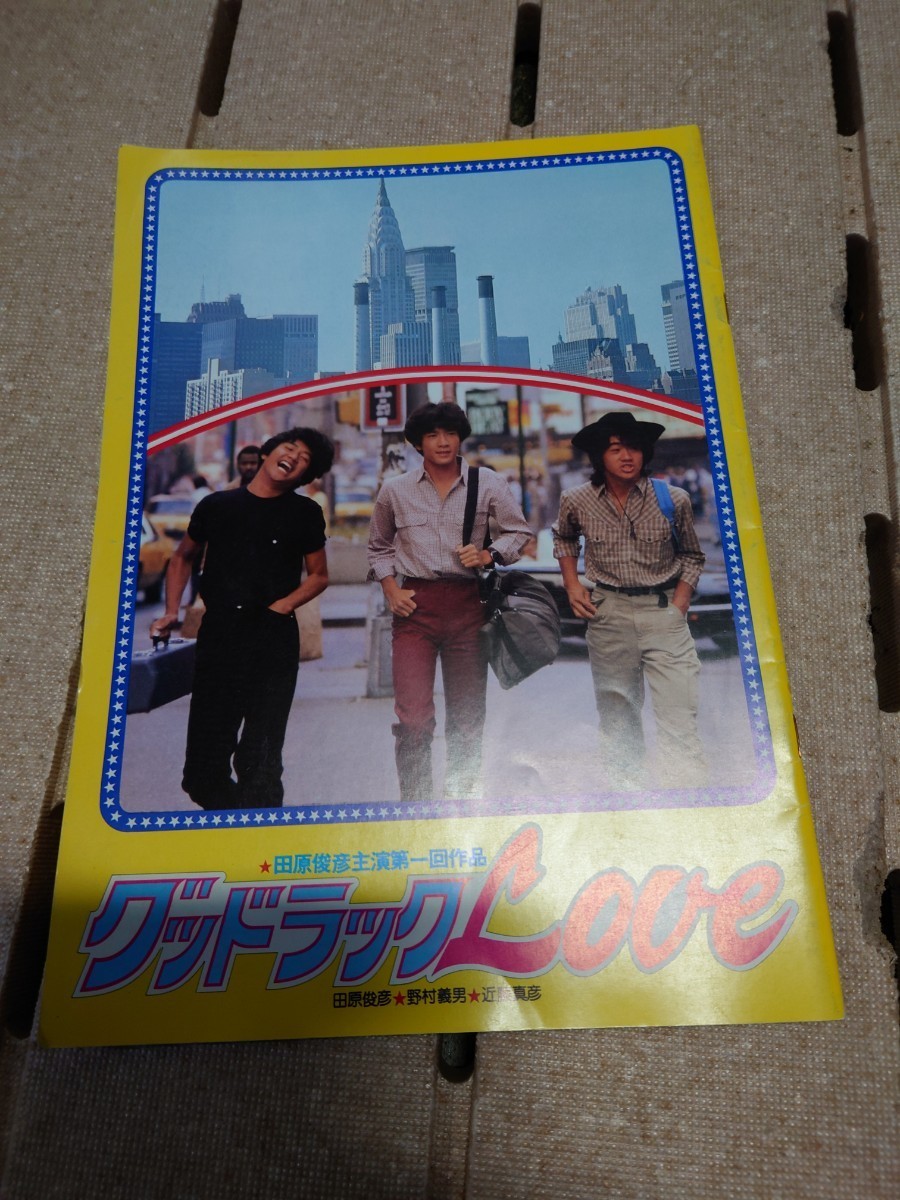 ★田原俊彦主演第一回作品
グッドラックLove
田原俊彦★野村義男★近藤真彦